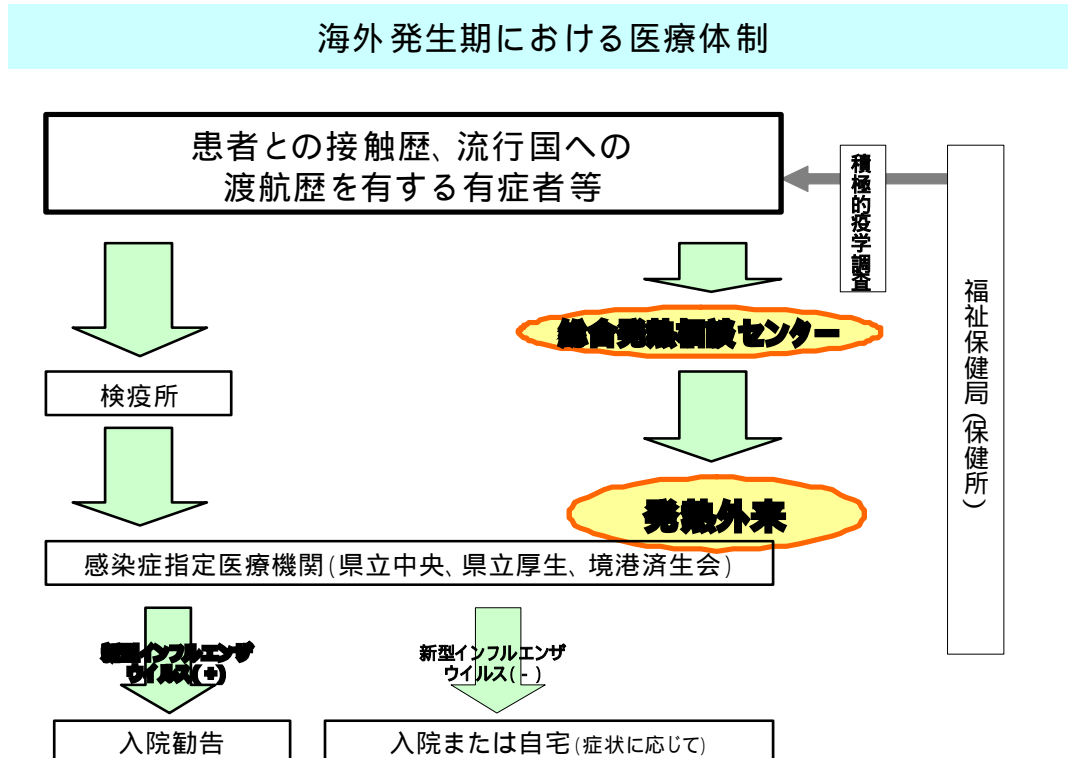 海外発生期における医療体制
患者との接触歴、流行国への
渡航歴を有する有症者等
積極的疫学調査
福祉保健局(保健所)
総合発熱相談センター
検疫所
発熱外来
感染症指定医療機関(県立中央、県立厚生、境港済生会)
新型インフルエンザ
ウイルス(+)
新型インフルエンザ
ウイルス(-)
入院勧告
入院または自宅(症状に応じて)